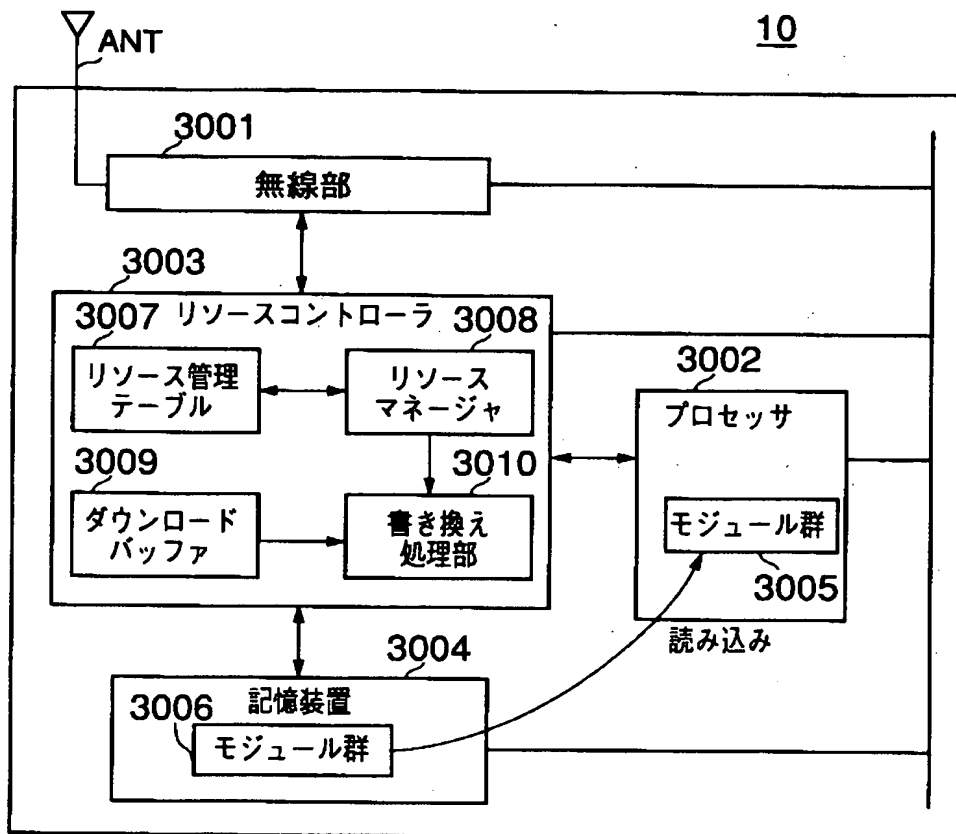 10
ANT
3001
無線部
3003
リソースコントローラ
3007
リソース管理
テーブル
3008
リソース
マネージャ
3009
ダウンロード
バッファ
3010
書き換え
処理部
3002
プロセッサ
モジュール群
3005
読み込み
3004
記憶装置
3006
モジュール群